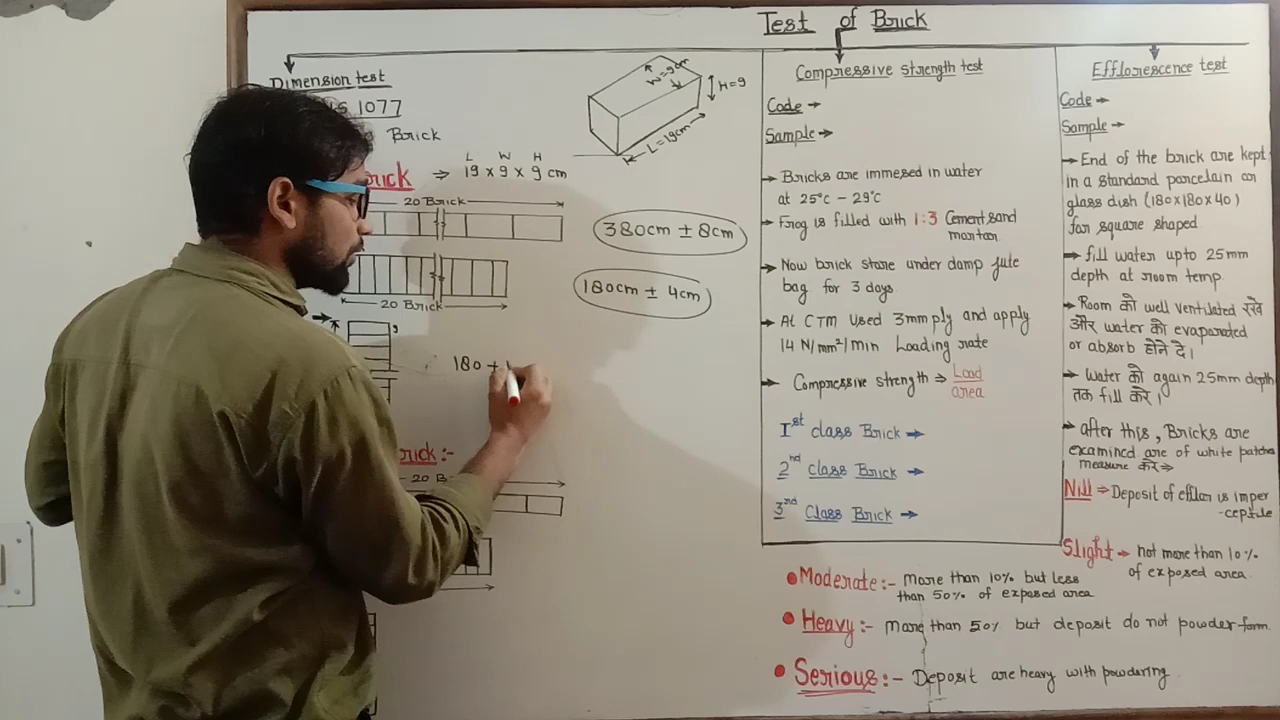 Test of Brick
Dimension test
IS 1077
Brick
Brick ⇒ 19 x 9 x 9 cm
L W H
20 Brick
20 Brick
9
180 +
Brick:-
20 B
W=9cm
H=9
L=19cm
380cm ± 8cm
180cm ± 4cm
Compressive strength test
Code →
Sample →
→ Bricks are immesed in water
at 25°C - 29°C
→ Frog is filled with 1:3 Cement sand
mortar
→ Now brick store under damp jute
bag for 3 days
→ At CTM Used 3mm ply and apply
14 N/mm²/min Loading rate
→ Compressive strength ⇒ Load
area
Ist class Brick →
2nd Class Brick →
3rd Class Brick →
Efflorescence test
Code →
Sample →
→ End of the brick are kept
in a standard parcelain or
glass dish (180x180x40)
for square shaped
→ fill water upto 25mm
depth at room temp.
→ Room को well ventilated रखे
और water को evaporated
or absorb होने दे।
→ Water को again 25mm depth
तक fill करे।
→ after this, Bricks are
examined are of white patches
measure करे⇒
Nill ⇒ Deposit of efflor is imper
-ceptile
Slight → not more than 10%
of exposed area
• Moderate:- more than 10% but less
than 50% of exposed area
• Heavy:- more than 50% but deposit do not powder form.
• Serious:- Deposit are heavy with powdering